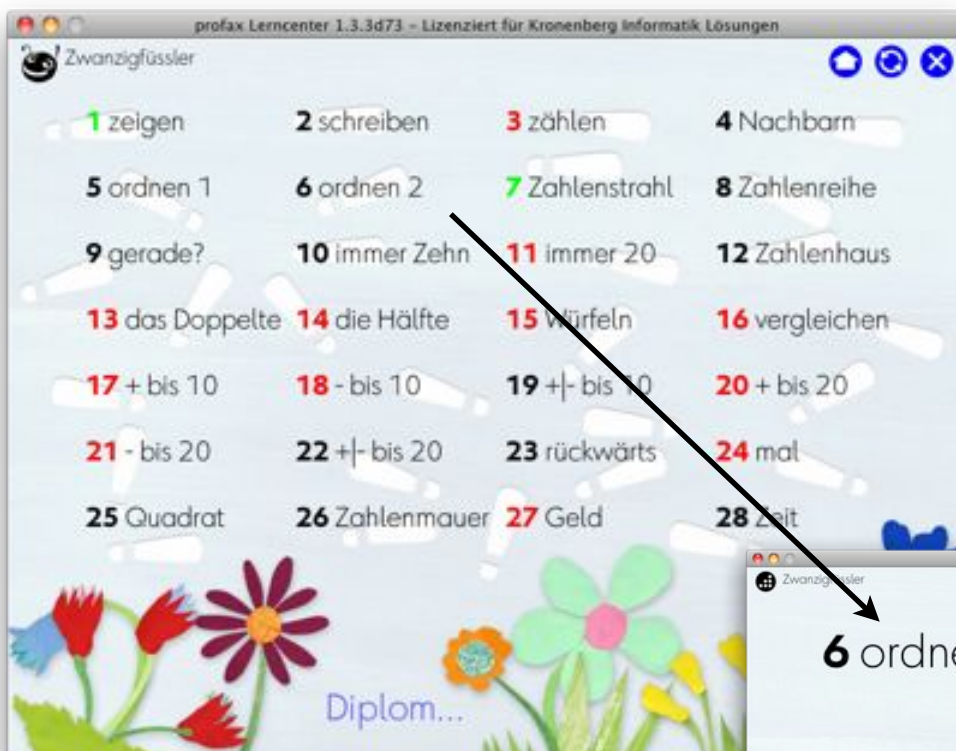 profax Lerncenter 1.3.3d73 – Lizenziert für Kronenberg Informatik Lösungen
Zwanzigfüssler
1 zeigen 2 schreiben 3 zählen 4 Nachbarn
5 ordnen 1 6 ordnen 2 7 Zahlenstrahl 8 Zahlenreihe
9 gerade? 10 immer Zehn 11 immer 20 12 Zahlenhaus
13 das Doppelte 14 die Hälfte 15 Würfeln 16 vergleichen
17 + bis 10 18 - bis 10 19 +|- bis 10 20 + bis 20
21 - bis 20 22 +|- bis 20 23 rückwärts 24 mal
25 Quadrat 26 Zahlenmauer 27 Geld 28 Zeit
Diplom...
Zwanzigfüssler
6 ordne